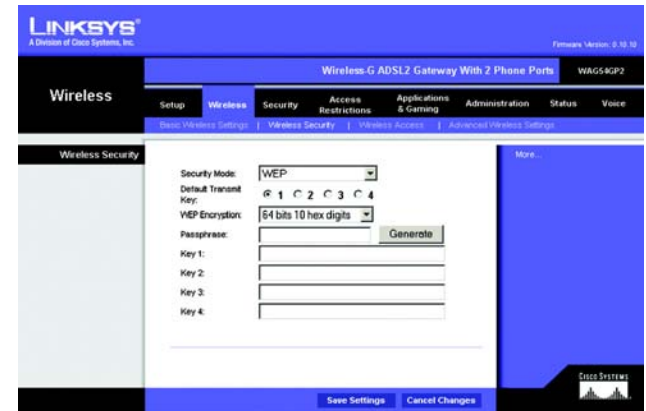 LINKSYS®
A Division of Cisco Systems, Inc.
Firmware Version: 0.10.10
Wireless-G ADSL2 Gateway With 2 Phone Ports WAG54GP2
Wireless
Setup Wireless Security Access Restrictions Applications & Gaming Administration Status Voice
Basic Wireless Settings | Wireless Security | Wireless Access | Advanced Wireless Settings
Wireless Security
More...
Security Mode: WEP
Default Transmit Key: 1 2 3 4
WEP Encryption: 64 bits 10 hex digits
Passphrase: Generate
Key 1:
Key 2:
Key 3:
Key 4:
CISCO SYSTEMS
Save Settings Cancel Changes